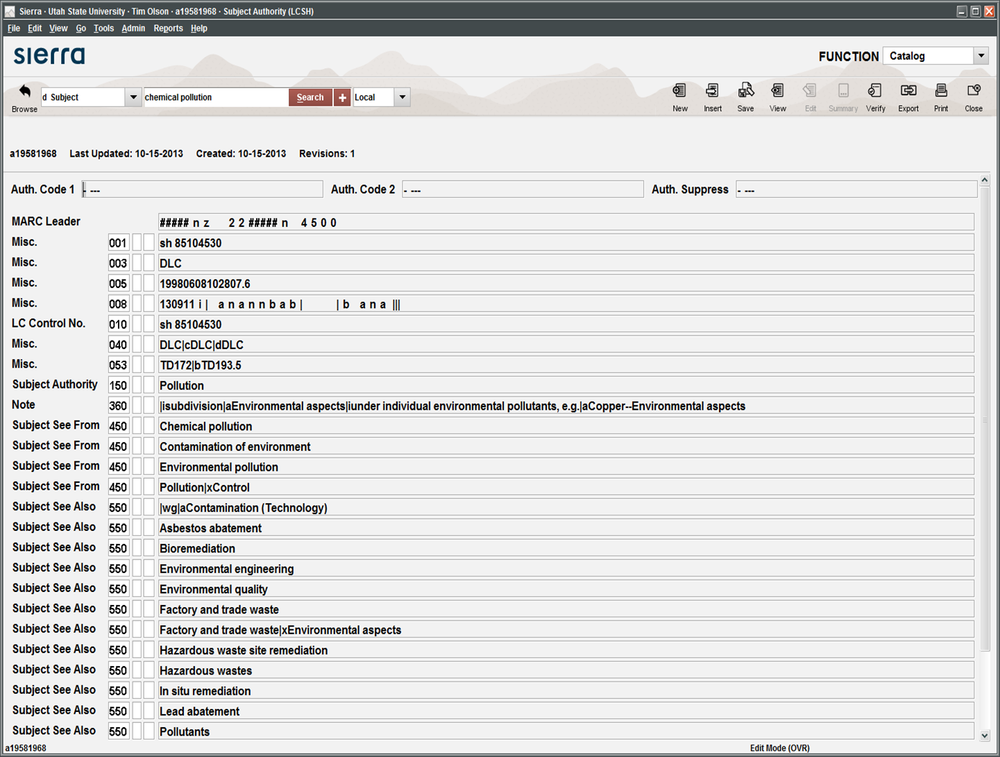 Sierra · Utah State University · Tim Olson · a19581968 · Subject Authority (LCSH)
File Edit View Go Tools Admin Reports Help
sierra
FUNCTION Catalog
Browse d Subject chemical pollution Search + Local New Insert Save View Edit Summary Verify Export Print Close
a19581968 Last Updated: 10-15-2013 Created: 10-15-2013 Revisions: 1
Auth. Code 1 - --- Auth. Code 2 - --- Auth. Suppress - ---
MARC Leader ##### n z 2 2 ##### n 4 5 0 0
Misc. 001 sh 85104530
Misc. 003 DLC
Misc. 005 19980608102807.6
Misc. 008 130911 i | a n a n n b a b | | b a n a |||
LC Control No. 010 sh 85104530
Misc. 040 DLC|cDLC|dDLC
Misc. 053 TD172|bTD193.5
Subject Authority 150 Pollution
Note 360 |isubdivision|aEnvironmental aspects|iunder individual environmental pollutants, e.g.|aCopper--Environmental aspects
Subject See From 450 Chemical pollution
Subject See From 450 Contamination of environment
Subject See From 450 Environmental pollution
Subject See From 450 Pollution|xControl
Subject See Also 550 |wg|aContamination (Technology)
Subject See Also 550 Asbestos abatement
Subject See Also 550 Bioremediation
Subject See Also 550 Environmental engineering
Subject See Also 550 Environmental quality
Subject See Also 550 Factory and trade waste
Subject See Also 550 Factory and trade waste|xEnvironmental aspects
Subject See Also 550 Hazardous waste site remediation
Subject See Also 550 Hazardous wastes
Subject See Also 550 In situ remediation
Subject See Also 550 Lead abatement
Subject See Also 550 Pollutants
a19581968 Edit Mode (OVR)